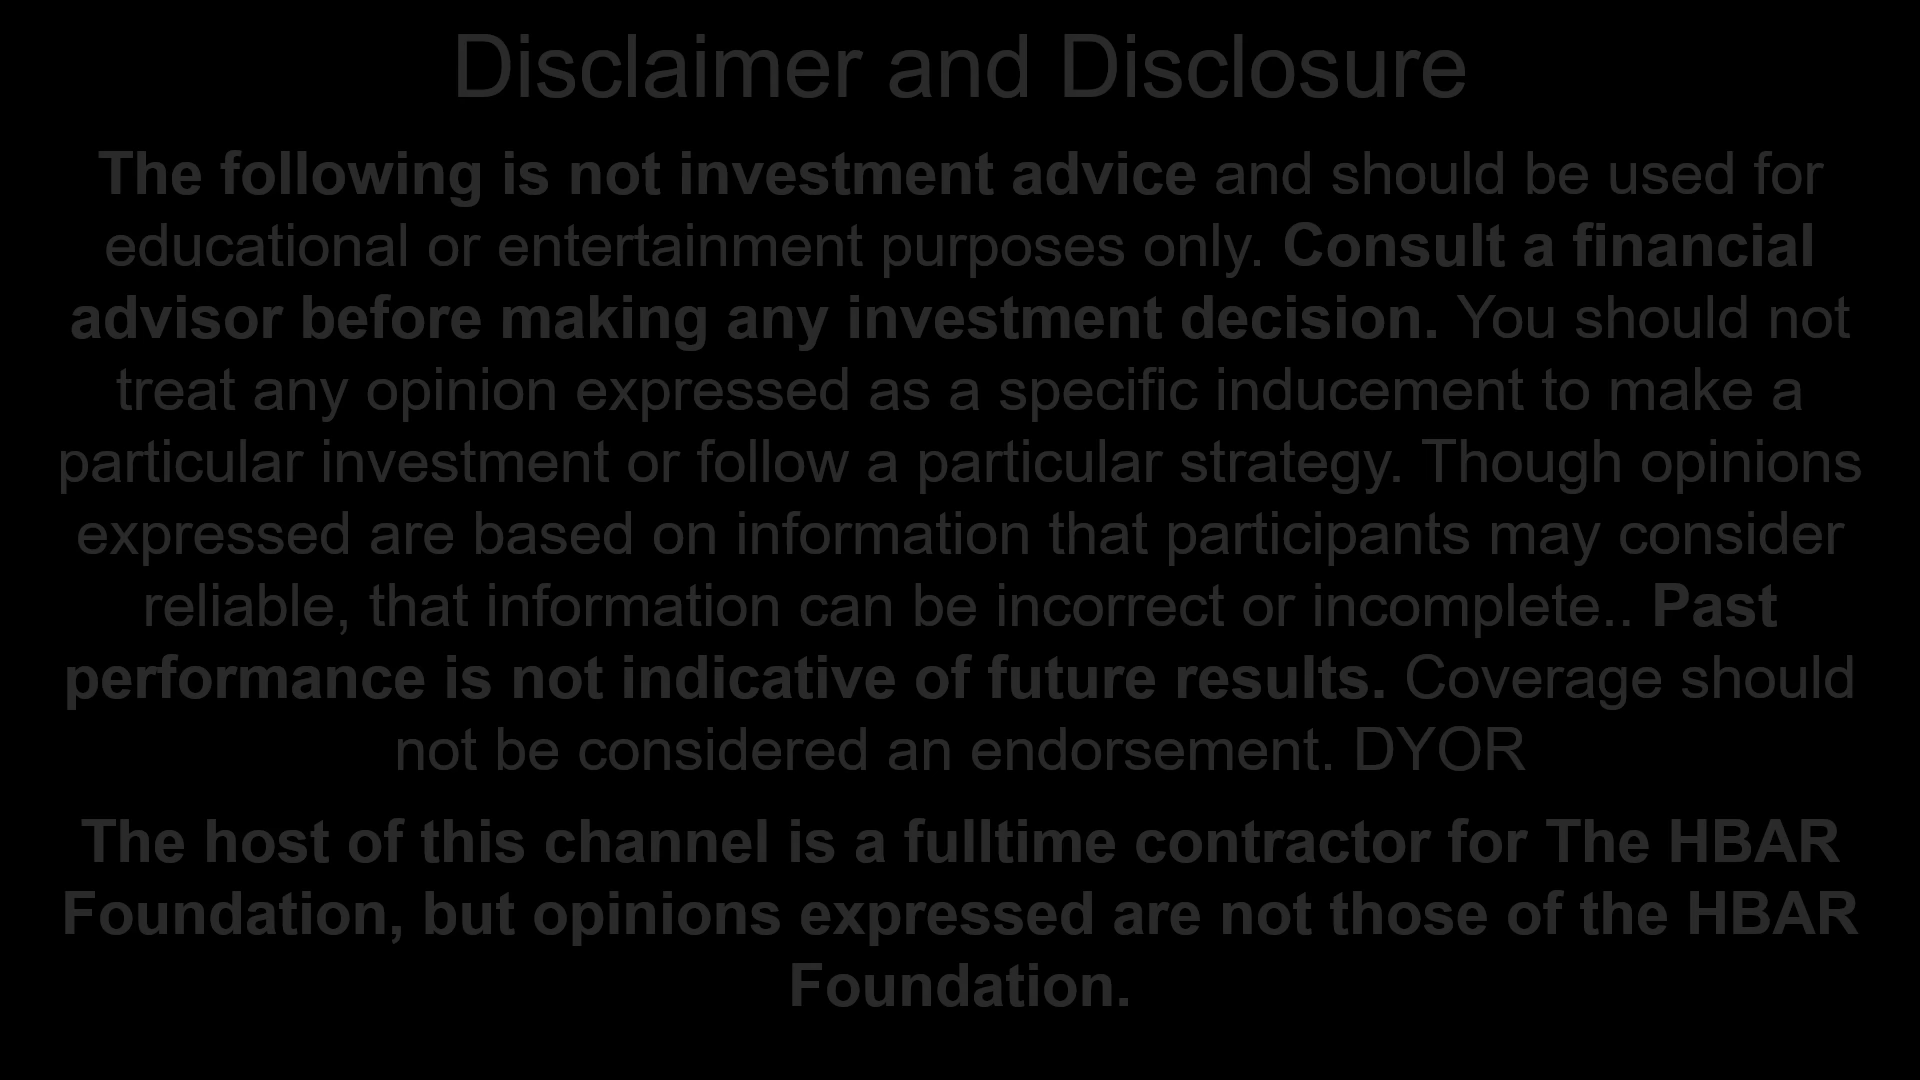 Disclaimer and Disclosure
The following is not investment advice and should be used for
educational or entertainment purposes only. Consult a financial
advisor before making any investment decision. You should not
treat any opinion expressed as a specific inducement to make a
particular investment or follow a particular strategy. Though opinions
expressed are based on information that participants may consider
reliable, that information can be incorrect or incomplete.. Past
performance is not indicative of future results. Coverage should
not be considered an endorsement. DYOR
The host of this channel is a fulltime contractor for The HBAR
Foundation, but opinions expressed are not those of the HBAR
Foundation.